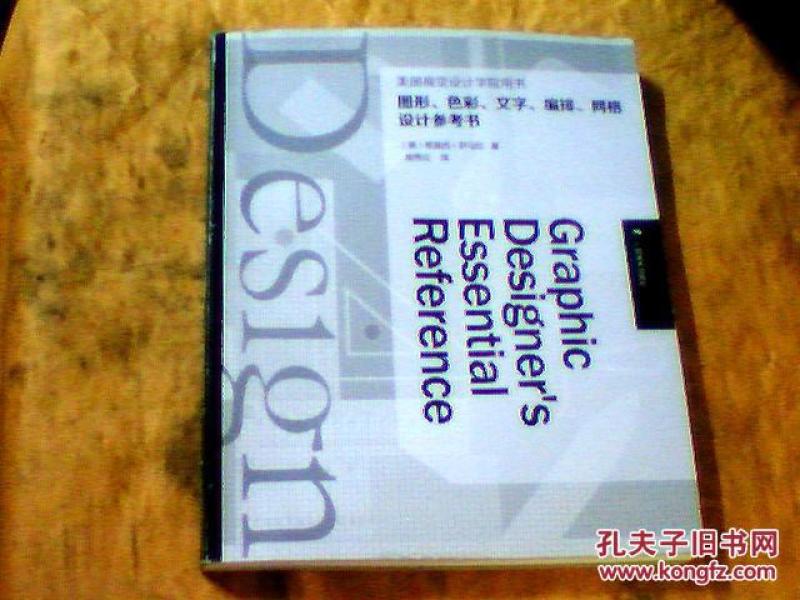 美国视觉设计学院用书
图形、色彩、文字、编排、网格
设计参考书
Design
Graphic
Designer's
Essential
Reference
孔夫子旧书网
www.kongfz.com